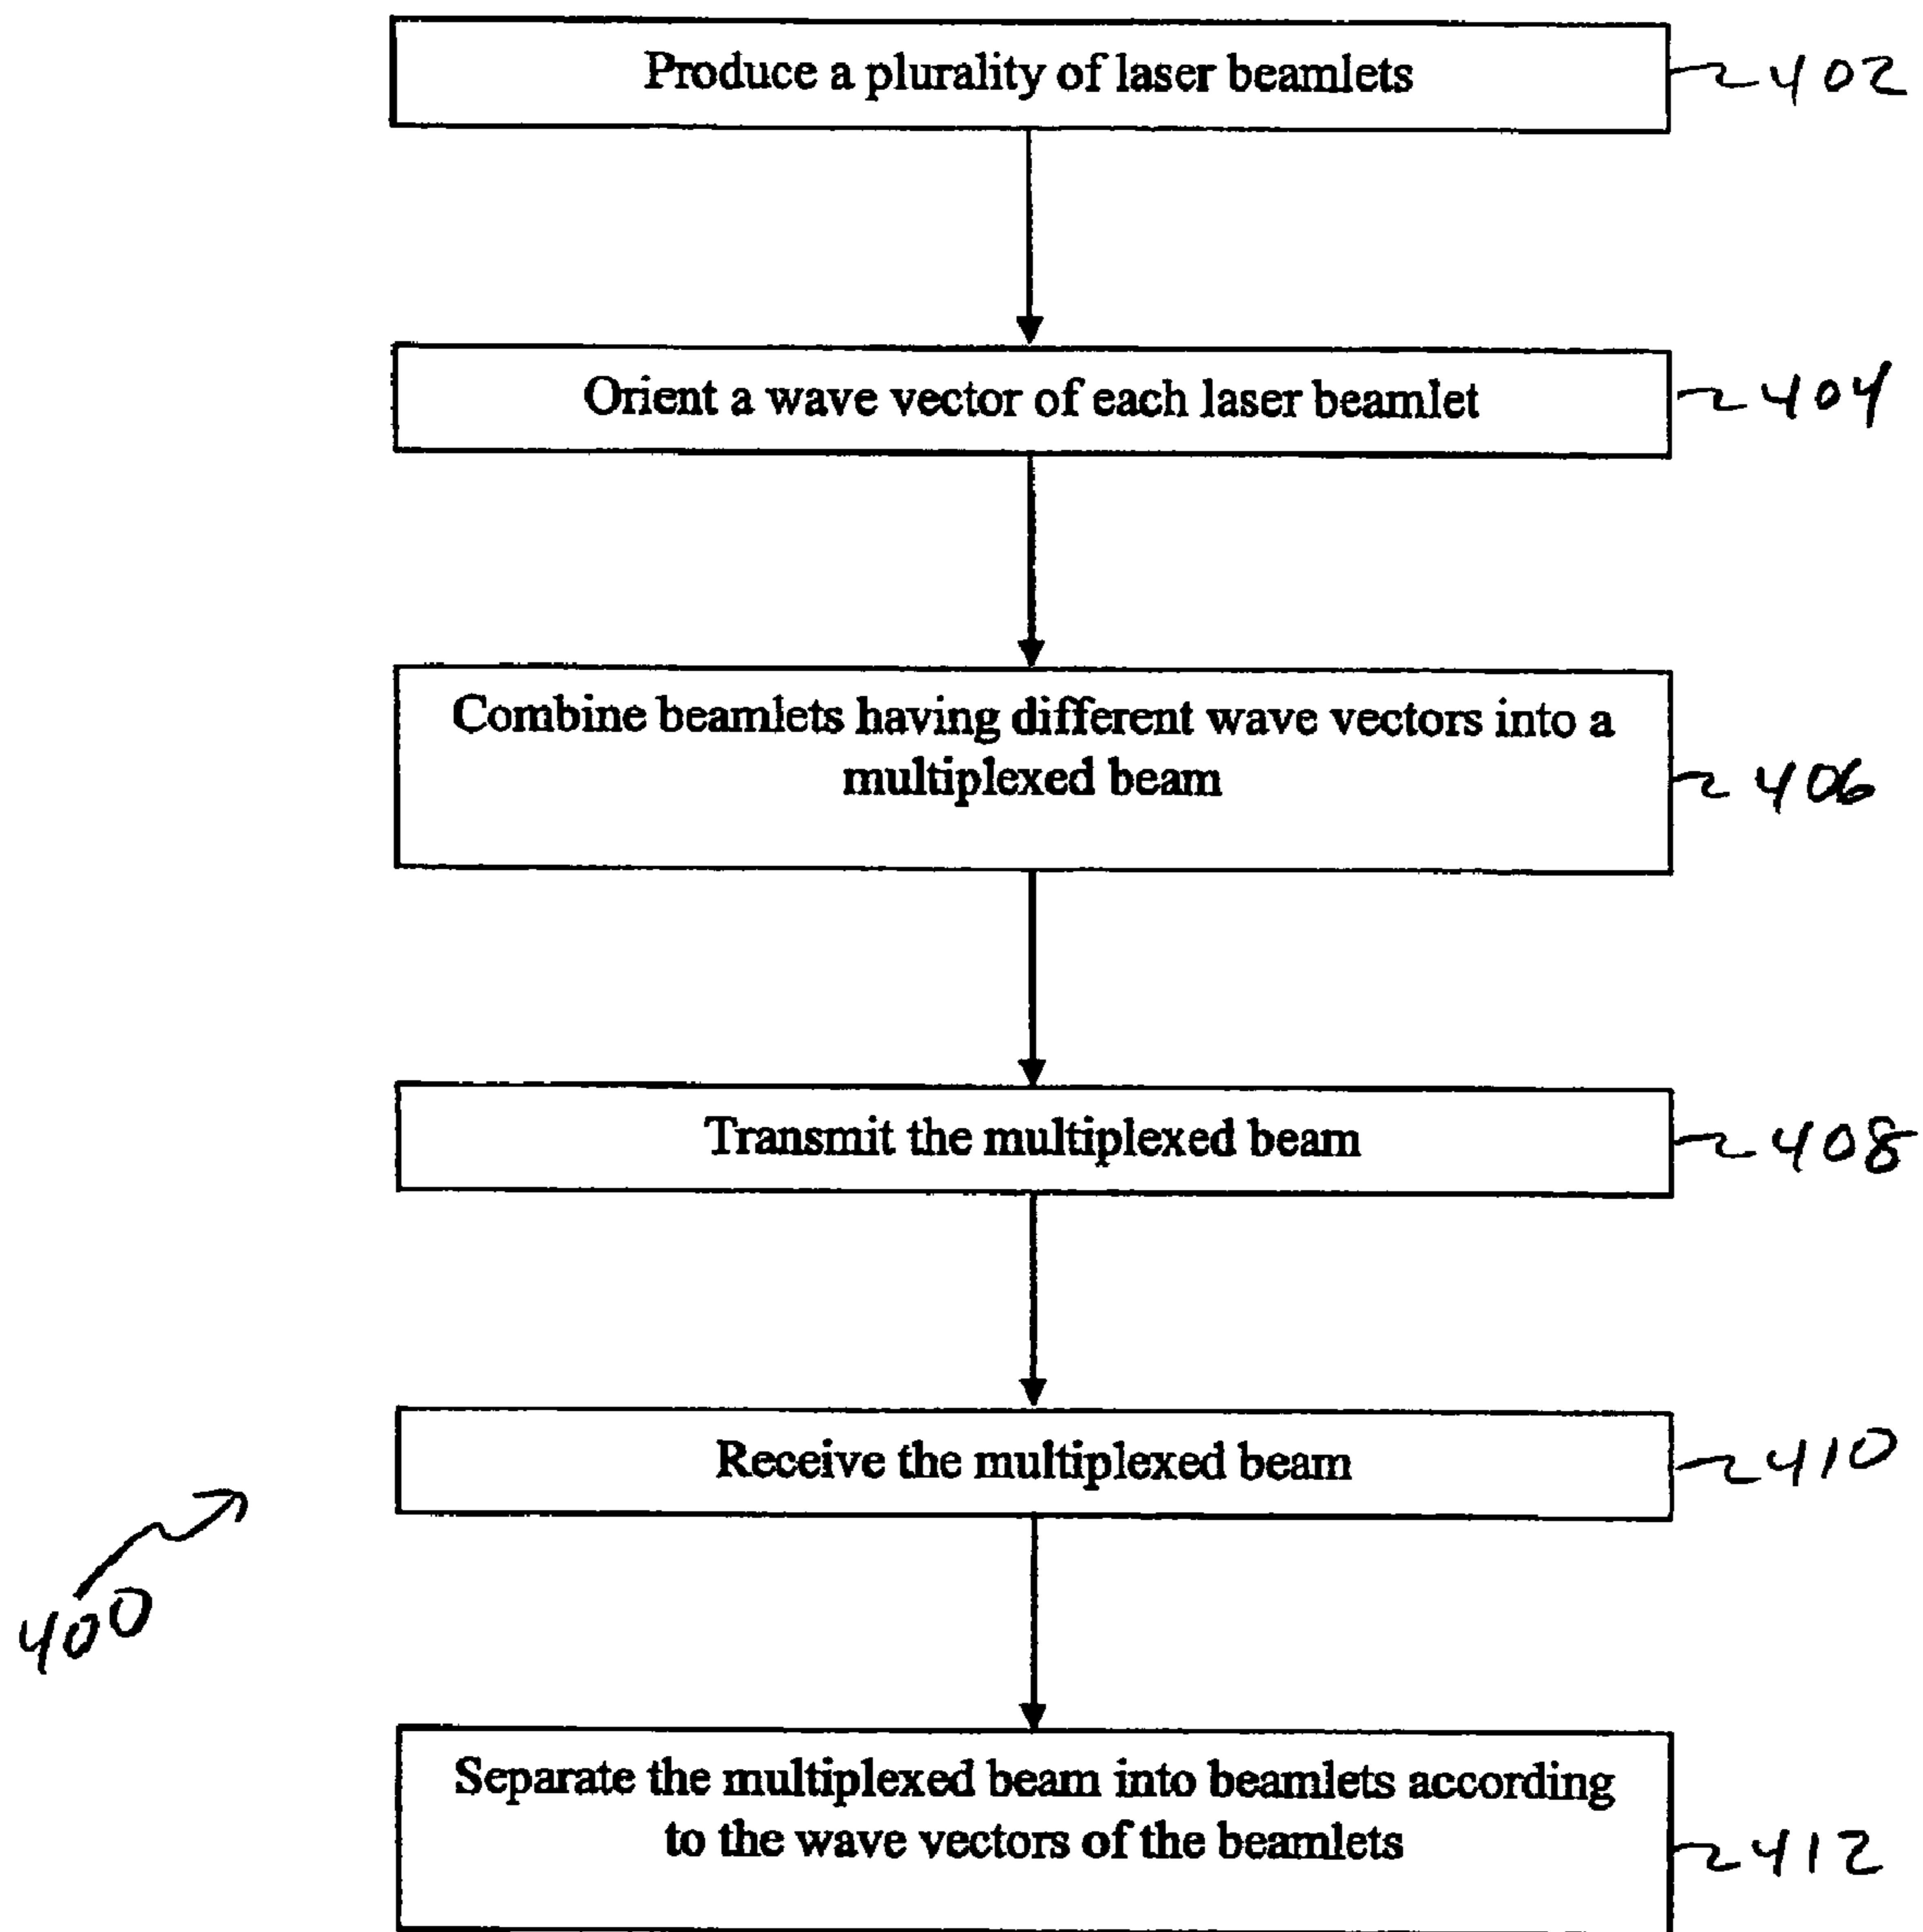 Produce a plurality of laser beamlets
402
Orient a wave vector of each laser beamlet
404
Combine beamlets having different wave vectors into a
multiplexed beam
406
Transmit the multiplexed beam
408
Receive the multiplexed beam
410
400
Separate the multiplexed beam into beamlets according
to the wave vectors of the beamlets
412